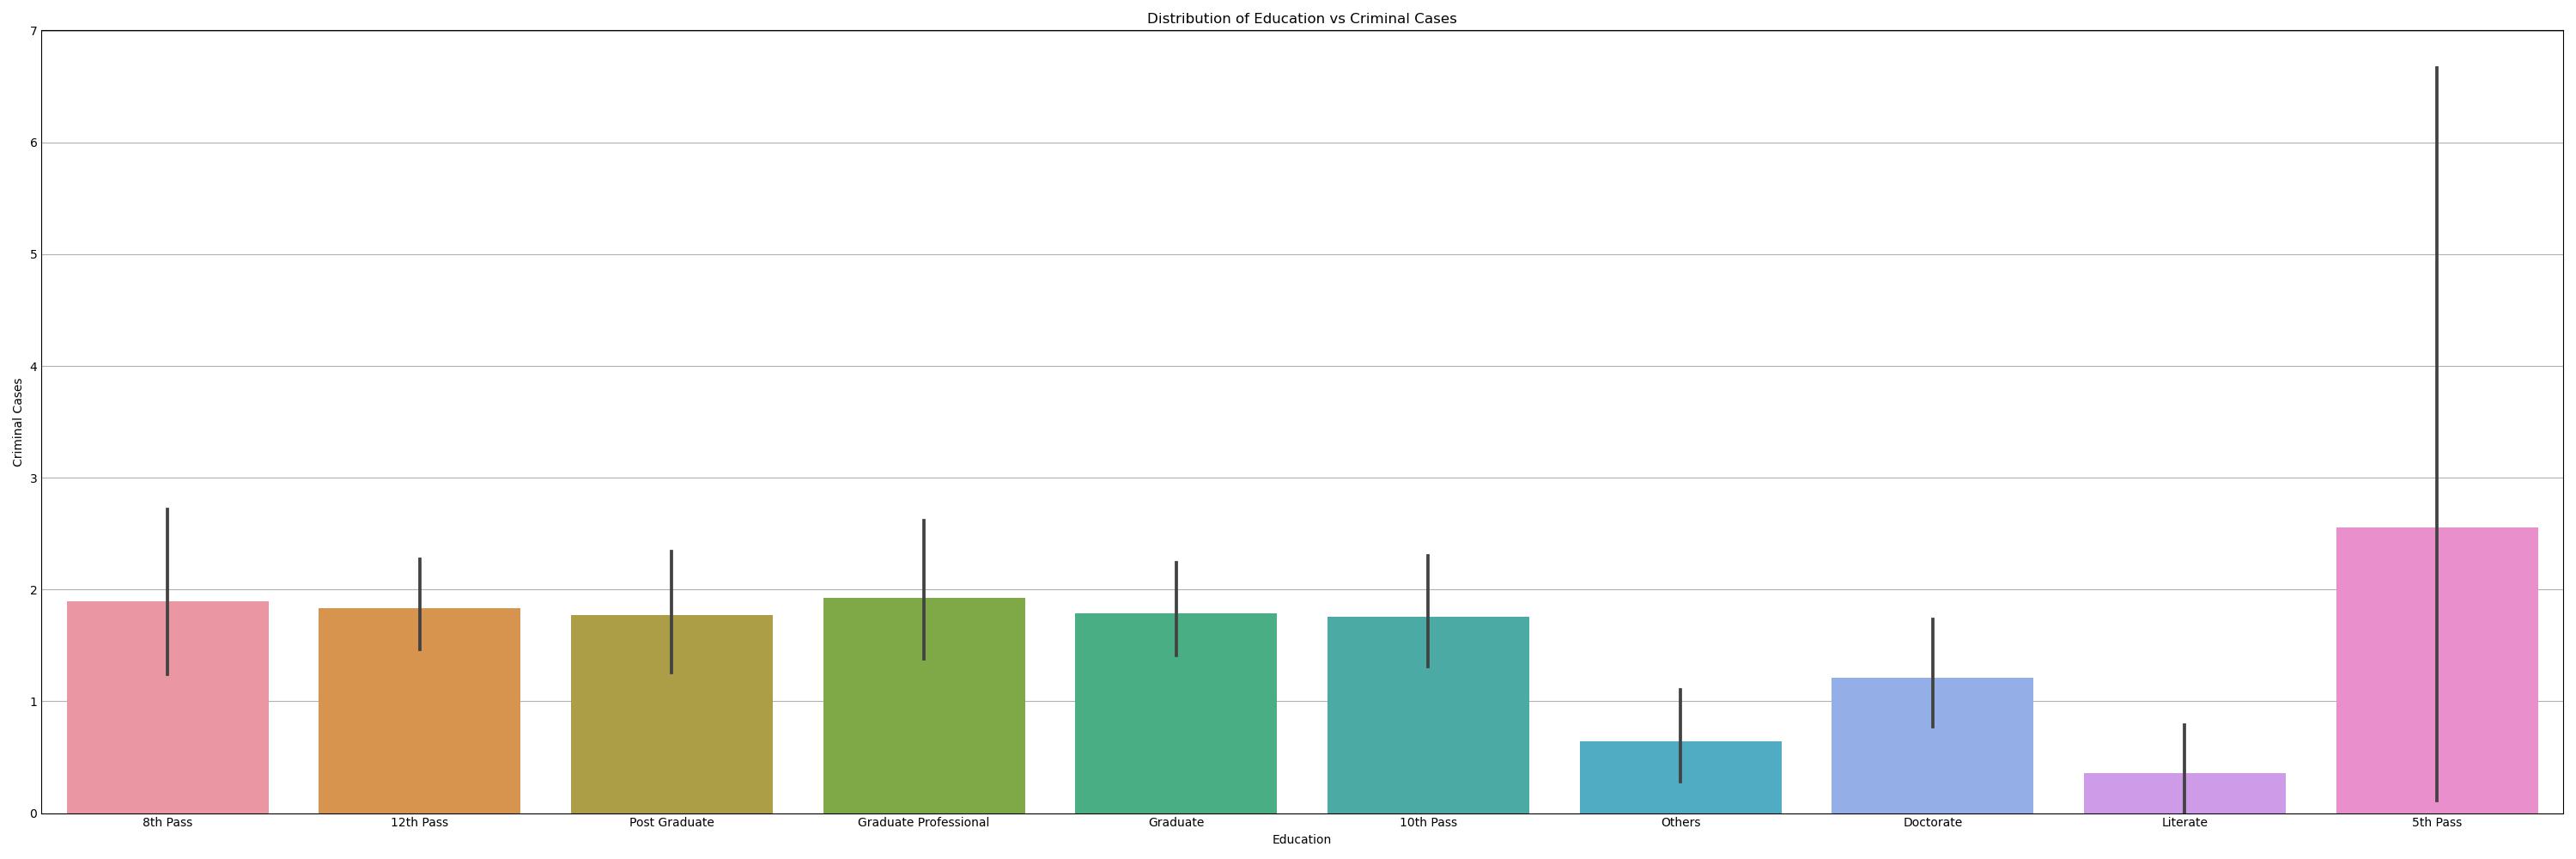 Distribution of Education vs Criminal Cases
7
6
5
4
3
2
1
0
Criminal Cases
8th Pass
12th Pass
Post Graduate
Graduate Professional
Graduate
10th Pass
Others
Doctorate
Literate
5th Pass
Education